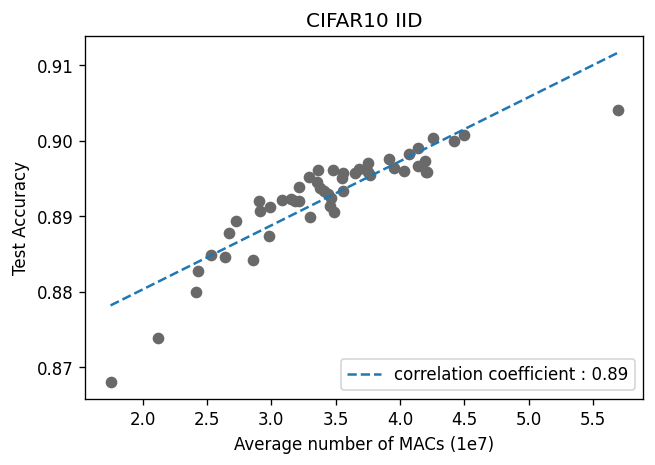 CIFAR10 IID
0.91
0.90
0.89
0.88
0.87
Test Accuracy
correlation coefficient : 0.89
2.0 2.5 3.0 3.5 4.0 4.5 5.0 5.5
Average number of MACs (1e7)